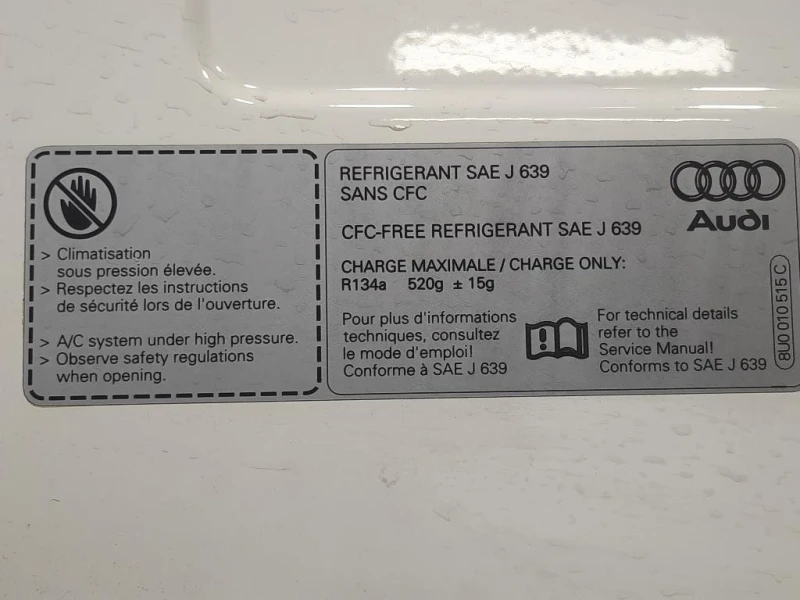 > Climatisation
sous pression élevée.
> Respectez les instructions
de sécurité lors de l'ouverture.
> A/C system under high pressure.
> Observe safety regulations
when opening.
REFRIGERANT SAE J 639
SANS CFC
CFC-FREE REFRIGERANT SAE J 639
CHARGE MAXIMALE / CHARGE ONLY:
R134a 520g ± 15g
Pour plus d'informations
techniques, consultez
le mode d'emploi!
Conforme à SAE J 639
For technical details
refer to the
Service Manual!
Conforms to SAE J 639
Audi
8U0 010 515 C